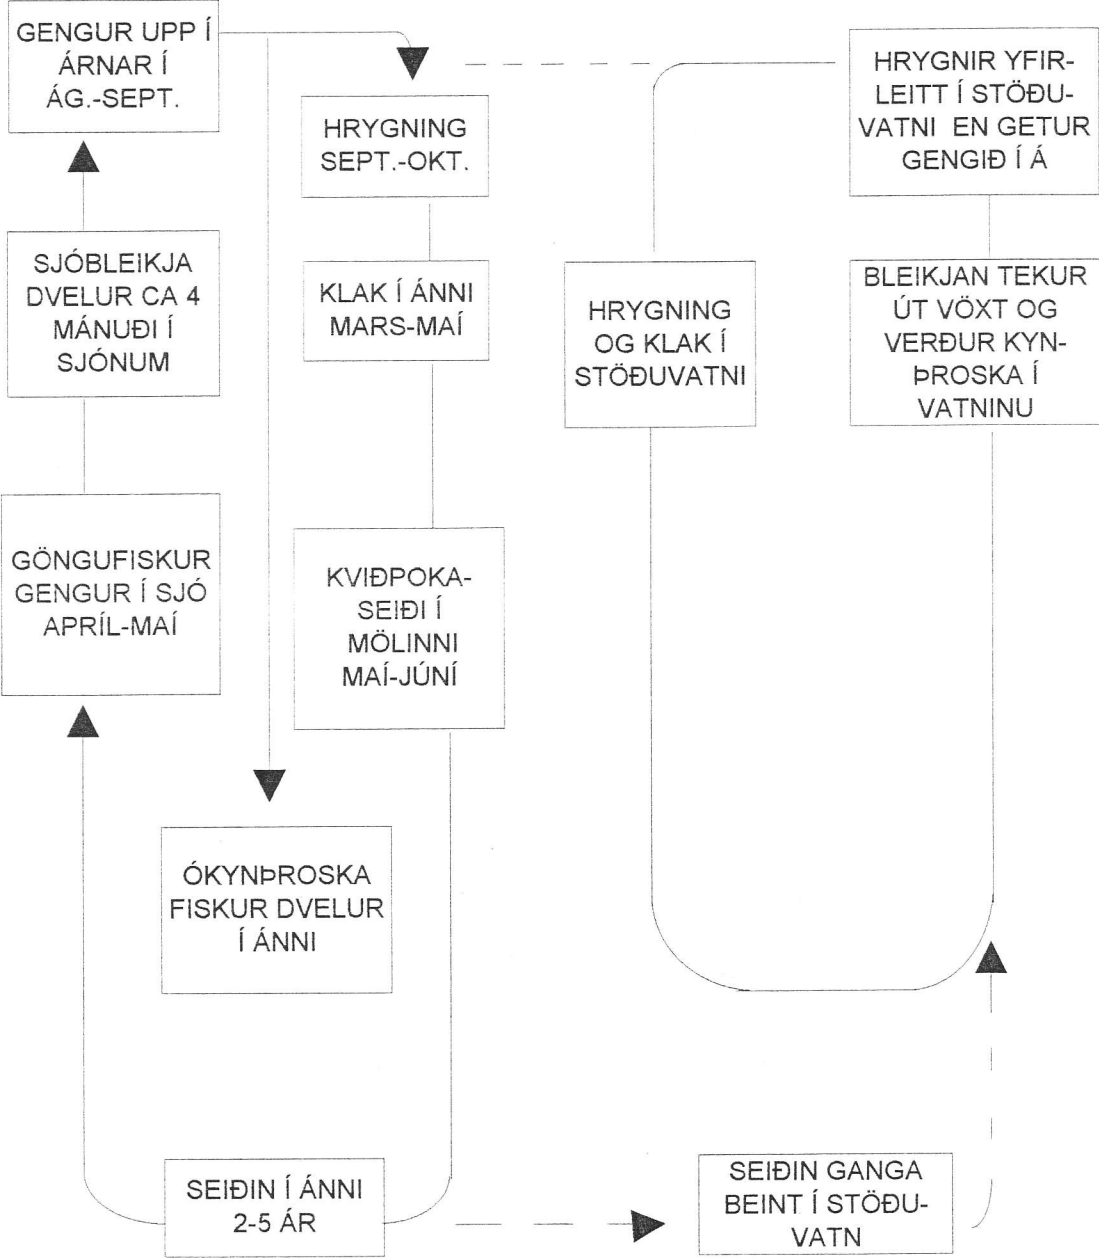 GENGUR UPP Í
ÁRNAR Í
ÁG.-SEPT.
HRYGNING
SEPT.-OKT.
HRYGNIR YFIR-
LEITT Í STÖÐU-
VATNI EN GETUR
GENGIÐ Í Á
SJÓBLEIKJA
DVELUR CA 4
MÁNUÐI Í
SJÓNUM
KLAK Í ÁNNI
MARS-MAÍ
HRYGNING
OG KLAK Í
STÖÐUVATNI
BLEIKJAN TEKUR
ÚT VÖXT OG
VERÐUR KYN-
ÞROSKA Í
VATNINU
GÖNGUFISKUR
GENGUR Í SJÓ
APRÍL-MAÍ
KVIÐPOKA-
SEIÐI Í
MÖLINNI
MAÍ-JÚNÍ
ÓKYNÞROSKA
FISKUR DVELUR
Í ÁNNI
SEIÐIN Í ÁNNI
2-5 ÁR
SEIÐIN GANGA
BEINT Í STÖÐU-
VATN